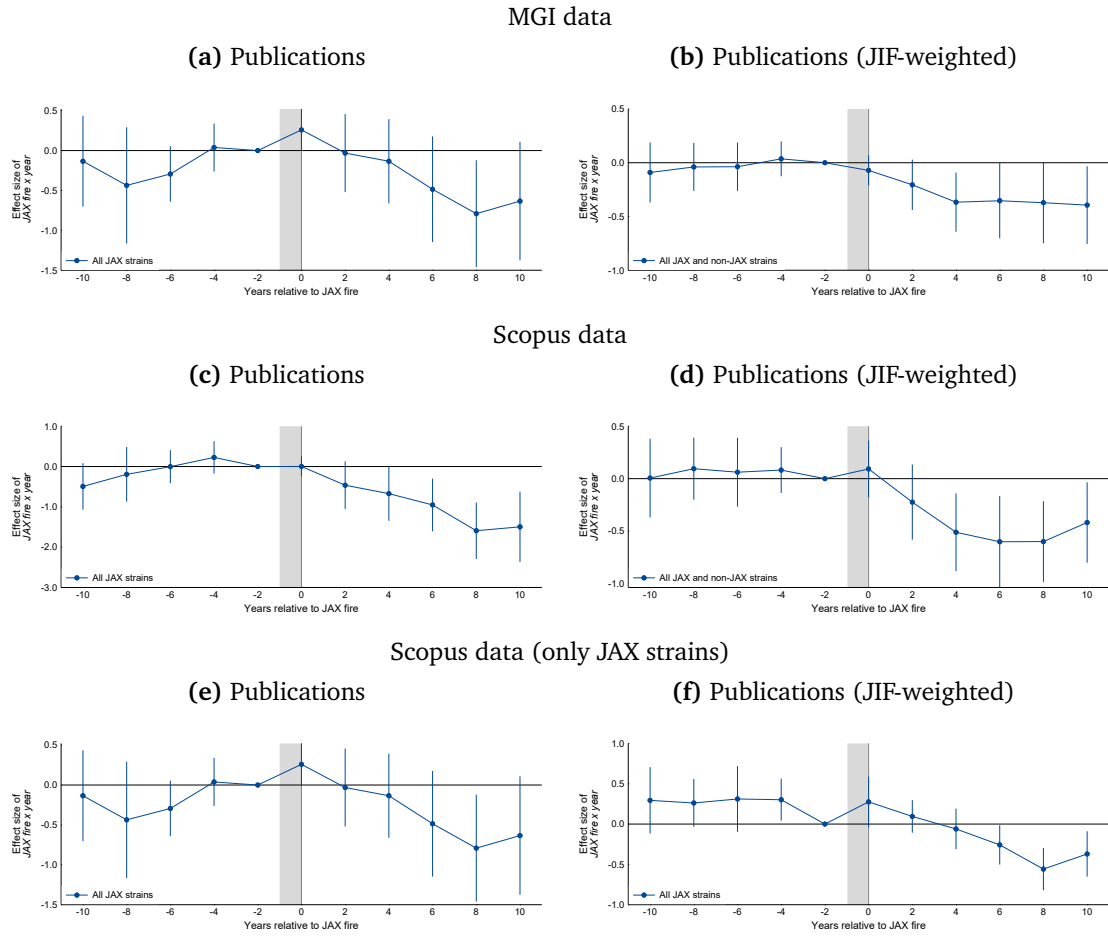 MGI data
(a) Publications
(b) Publications (JIF-weighted)
0.5
0.0
-0.5
-1.0
-1.5
Effect size of
JAX fire x year
All JAX strains
-10 -8 -6 -4 -2 0 2 4 6 8 10
Years relative to JAX fire
0.5
0.0
-0.5
-1.0
Effect size of
JAX fire x year
All JAX and non-JAX strains
-10 -8 -6 -4 -2 0 2 4 6 8 10
Years relative to JAX fire
Scopus data
(c) Publications
(d) Publications (JIF-weighted)
1.0
0.0
-1.0
-2.0
-3.0
Effect size of
JAX fire x year
All JAX strains
-10 -8 -6 -4 -2 0 2 4 6 8 10
Years relative to JAX fire
0.5
0.0
-0.5
-1.0
Effect size of
JAX fire x year
All JAX and non-JAX strains
-10 -8 -6 -4 -2 0 2 4 6 8 10
Years relative to JAX fire
Scopus data (only JAX strains)
(e) Publications
(f) Publications (JIF-weighted)
0.5
0.0
-0.5
-1.0
-1.5
Effect size of
JAX fire x year
All JAX strains
-10 -8 -6 -4 -2 0 2 4 6 8 10
Years relative to JAX fire
1.0
0.5
0.0
-0.5
-1.0
Effect size of
JAX fire x year
All JAX strains
-10 -8 -6 -4 -2 0 2 4 6 8 10
Years relative to JAX fire